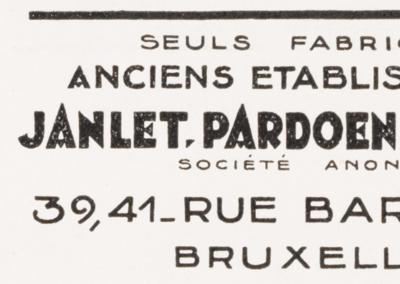 SEULS FABRIC
ANCIENS ETABLIS
JANLET, PARDOEN
SOCIÉTÉ ANON
39,41_RUE BAR
BRUXELL